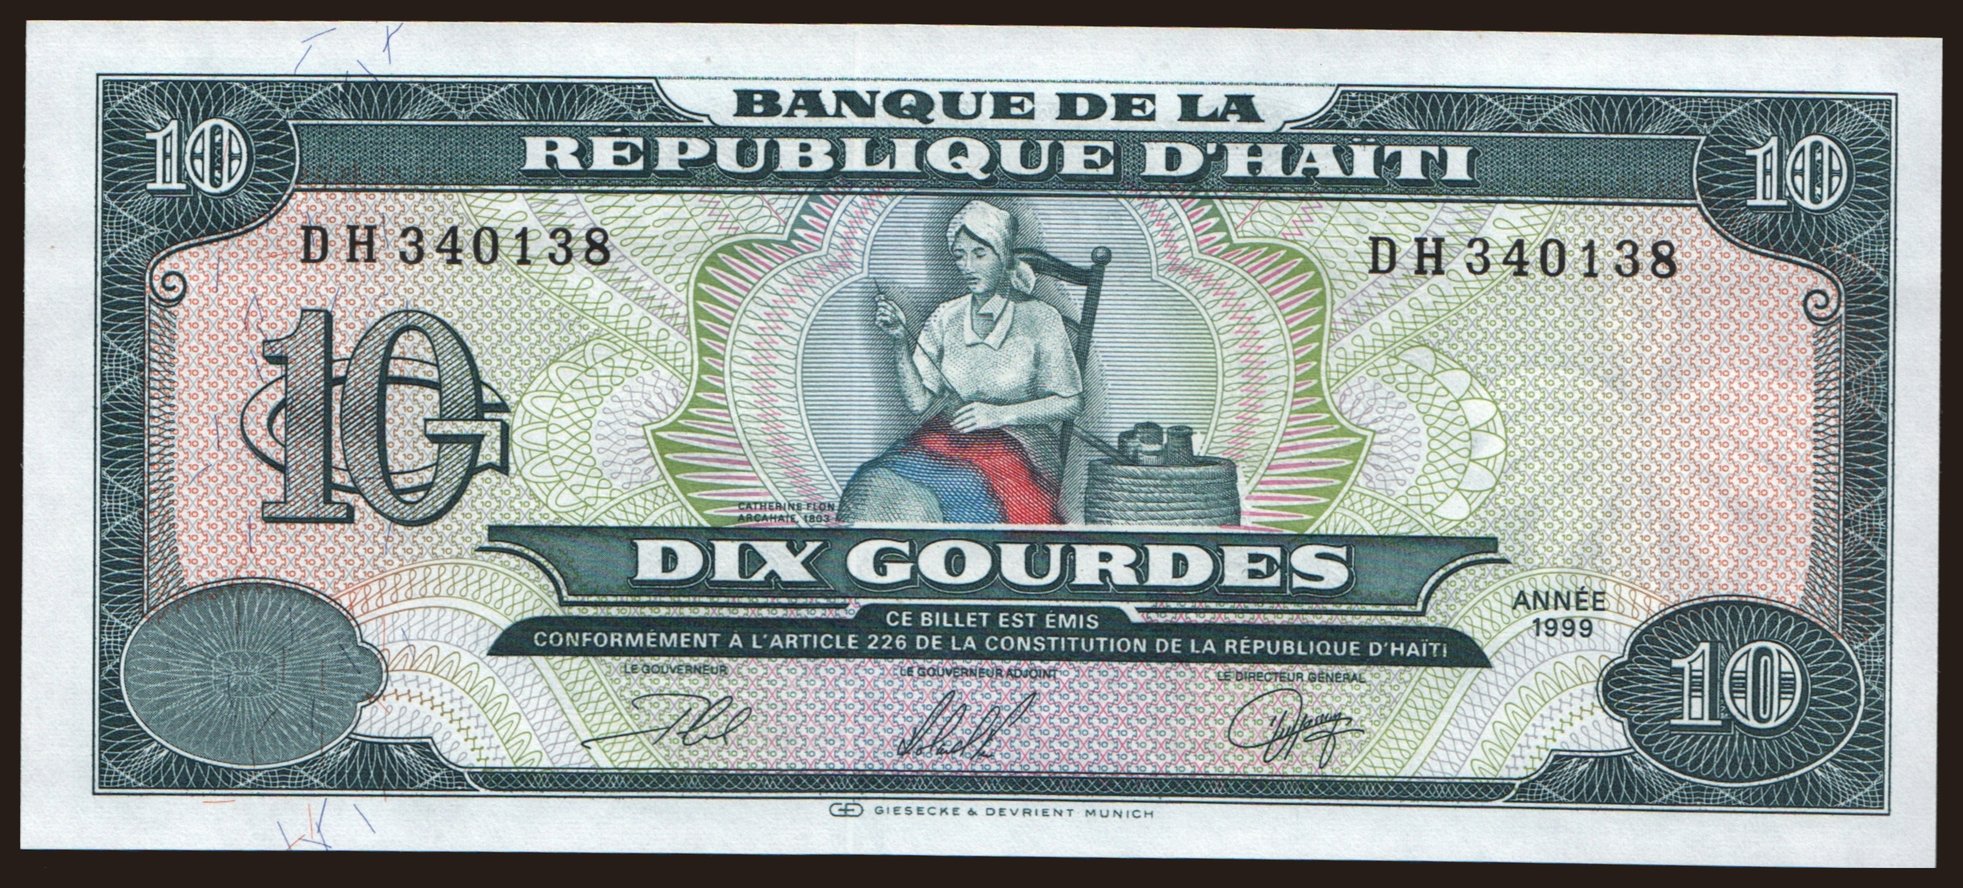 BANQUE DE LA
RÉPUBLIQUE D'HAÏTI
10
10
DH 340138
DH 340138
10 G
CATHERINE FLON
ARCAHAIE, 1803
DIX GOURDES
CE BILLET EST ÉMIS
CONFORMÉMENT À L'ARTICLE 226 DE LA CONSTITUTION DE LA RÉPUBLIQUE D'HAÏTI
ANNÉE
1999
LE GOUVERNEUR
LE GOUVERNEUR ADJOINT
LE DIRECTEUR GÉNÉRAL
10
GIESECKE & DEVRIENT MUNICH